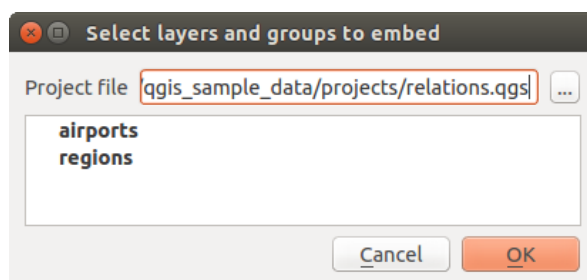 Select layers and groups to embed
Project file qgis_sample_data/projects/relations.qgs ...
airports
regions
Cancel OK